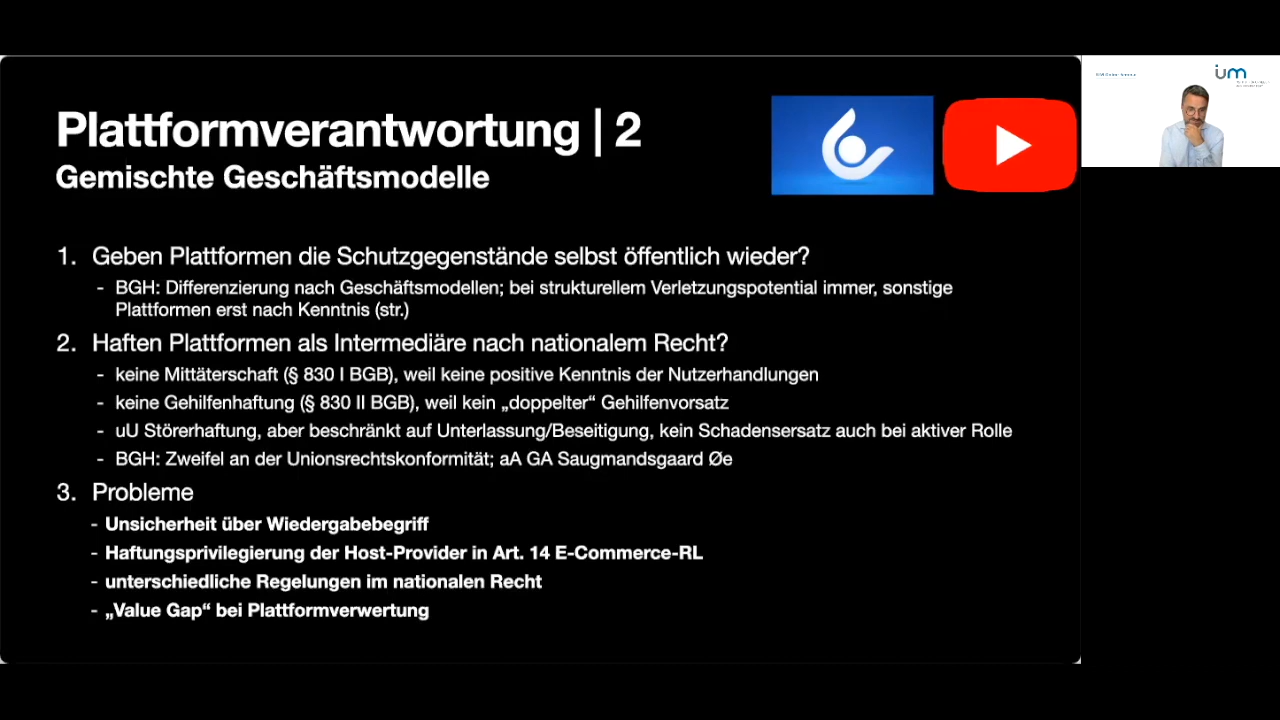 Plattformverantwortung | 2
Gemischte Geschäftsmodelle
1. Geben Plattformen die Schutzgegenstände selbst öffentlich wieder?
- BGH: Differenzierung nach Geschäftsmodellen; bei strukturellem Verletzungspotential immer, sonstige
Plattformen erst nach Kenntnis (str.)
2. Haften Plattformen als Intermediäre nach nationalem Recht?
- keine Mittäterschaft (§ 830 I BGB), weil keine positive Kenntnis der Nutzerhandlungen
- keine Gehilfenhaftung (§ 830 II BGB), weil kein „doppelter“ Gehilfenvorsatz
- uU Störerhaftung, aber beschränkt auf Unterlassung/Beseitigung, kein Schadensersatz auch bei aktiver Rolle
- BGH: Zweifel an der Unionsrechtskonformität; aA GA Saugmandsgaard Øe
3. Probleme
- Unsicherheit über Wiedergabebegriff
- Haftungsprivilegierung der Host-Provider in Art. 14 E-Commerce-RL
- unterschiedliche Regelungen im nationalen Recht
- „Value Gap“ bei Plattformverwertung